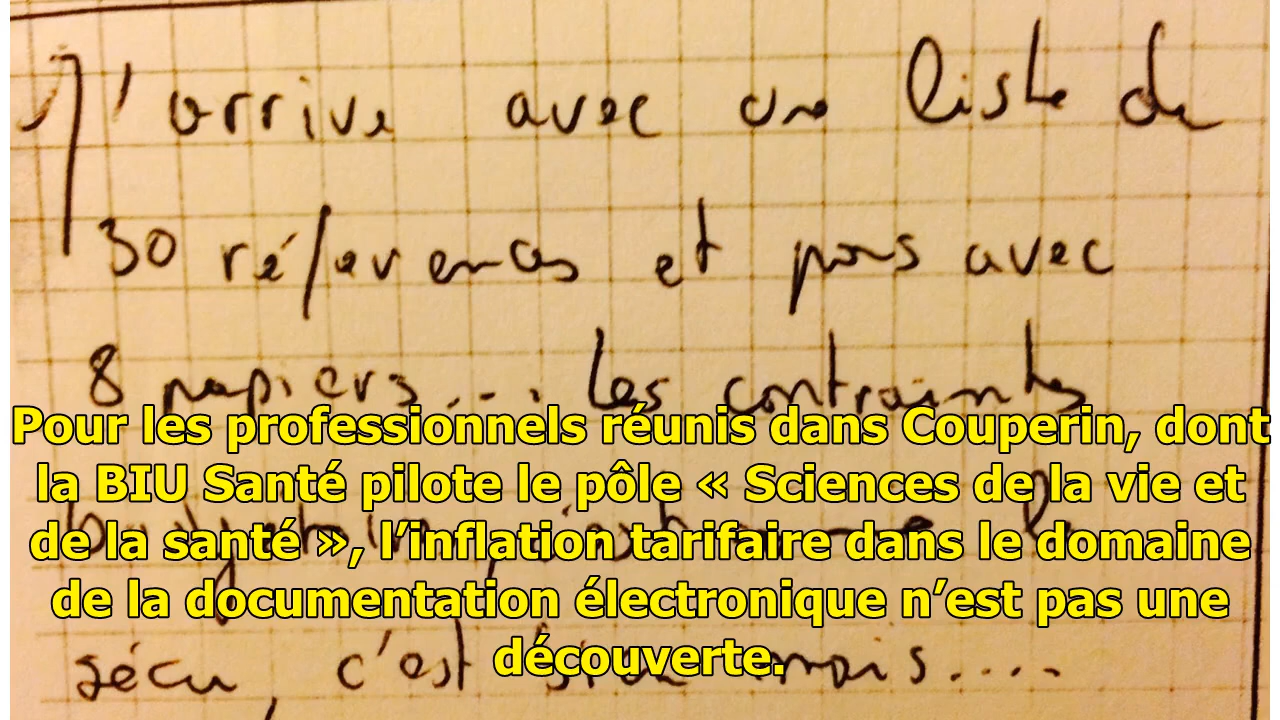 J'arrive avec une liste de
30 références et pars avec
8 papiers... les contraintes
Pour les professionnels réunis dans Couperin, dont
la BIU Santé pilote le pôle « Sciences de la vie et
de la santé », l’inflation tarifaire dans le domaine
de la documentation électronique n’est pas une
découverte.
sécu, c'est bien mais....